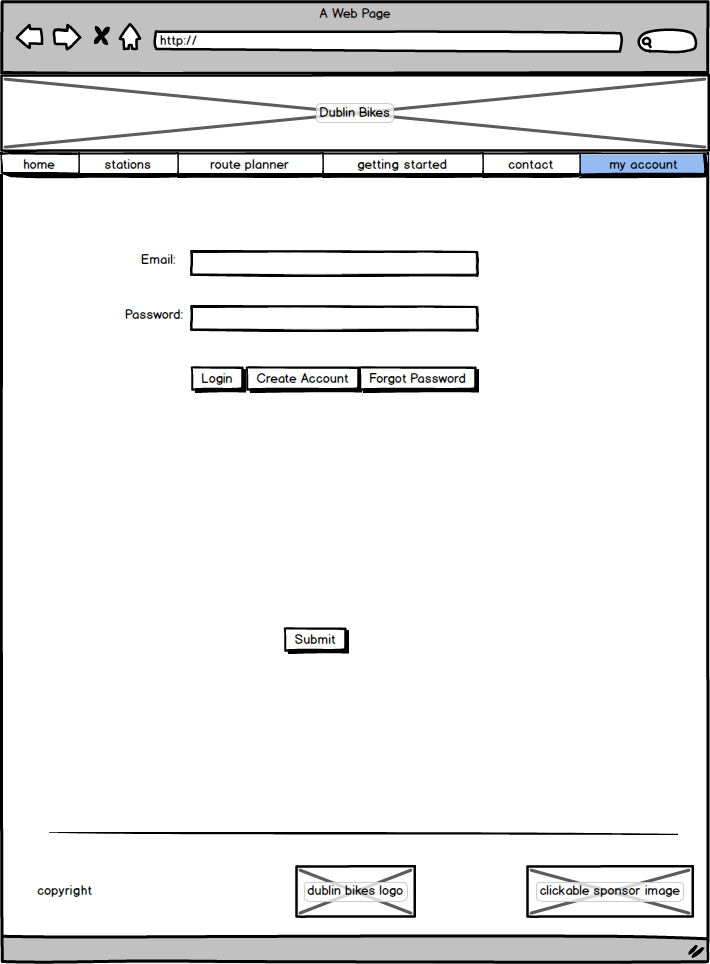 A Web Page
http://
Dublin Bikes
home stations route planner getting started contact my account
Email:
Password:
Login Create Account Forgot Password
Submit
copyright dublin bikes logo clickable sponsor image